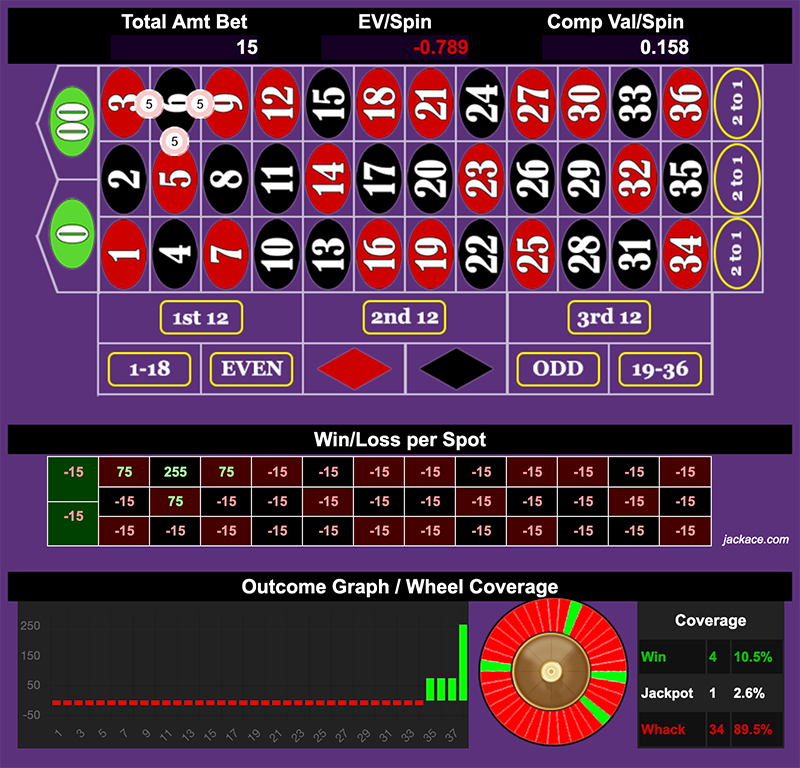 Total Amt Bet EV/Spin Comp Val/Spin
15 -0.789 0.158
00 3 5 6 5 9 12 15 18 21 24 27 30 33 36 2 to 1
5
2 5 8 11 14 17 20 23 26 29 32 35 2 to 1
0 1 4 7 10 13 16 19 22 25 28 31 34 2 to 1
1st 12 2nd 12 3rd 12
1-18 EVEN ODD 19-36
Win/Loss per Spot
-15 75 255 75 -15 -15 -15 -15 -15 -15 -15 -15 -15
-15 75 -15 -15 -15 -15 -15 -15 -15 -15 -15 -15
-15 -15 -15 -15 -15 -15 -15 -15 -15 -15 -15 -15 -15
jackace.com
Outcome Graph / Wheel Coverage
250
150
50
-50
1 3 5 7 9 11 13 15 17 19 21 23 25 27 29 31 33 35 37
Coverage
Win 4 10.5%
Jackpot 1 2.6%
Whack 34 89.5%